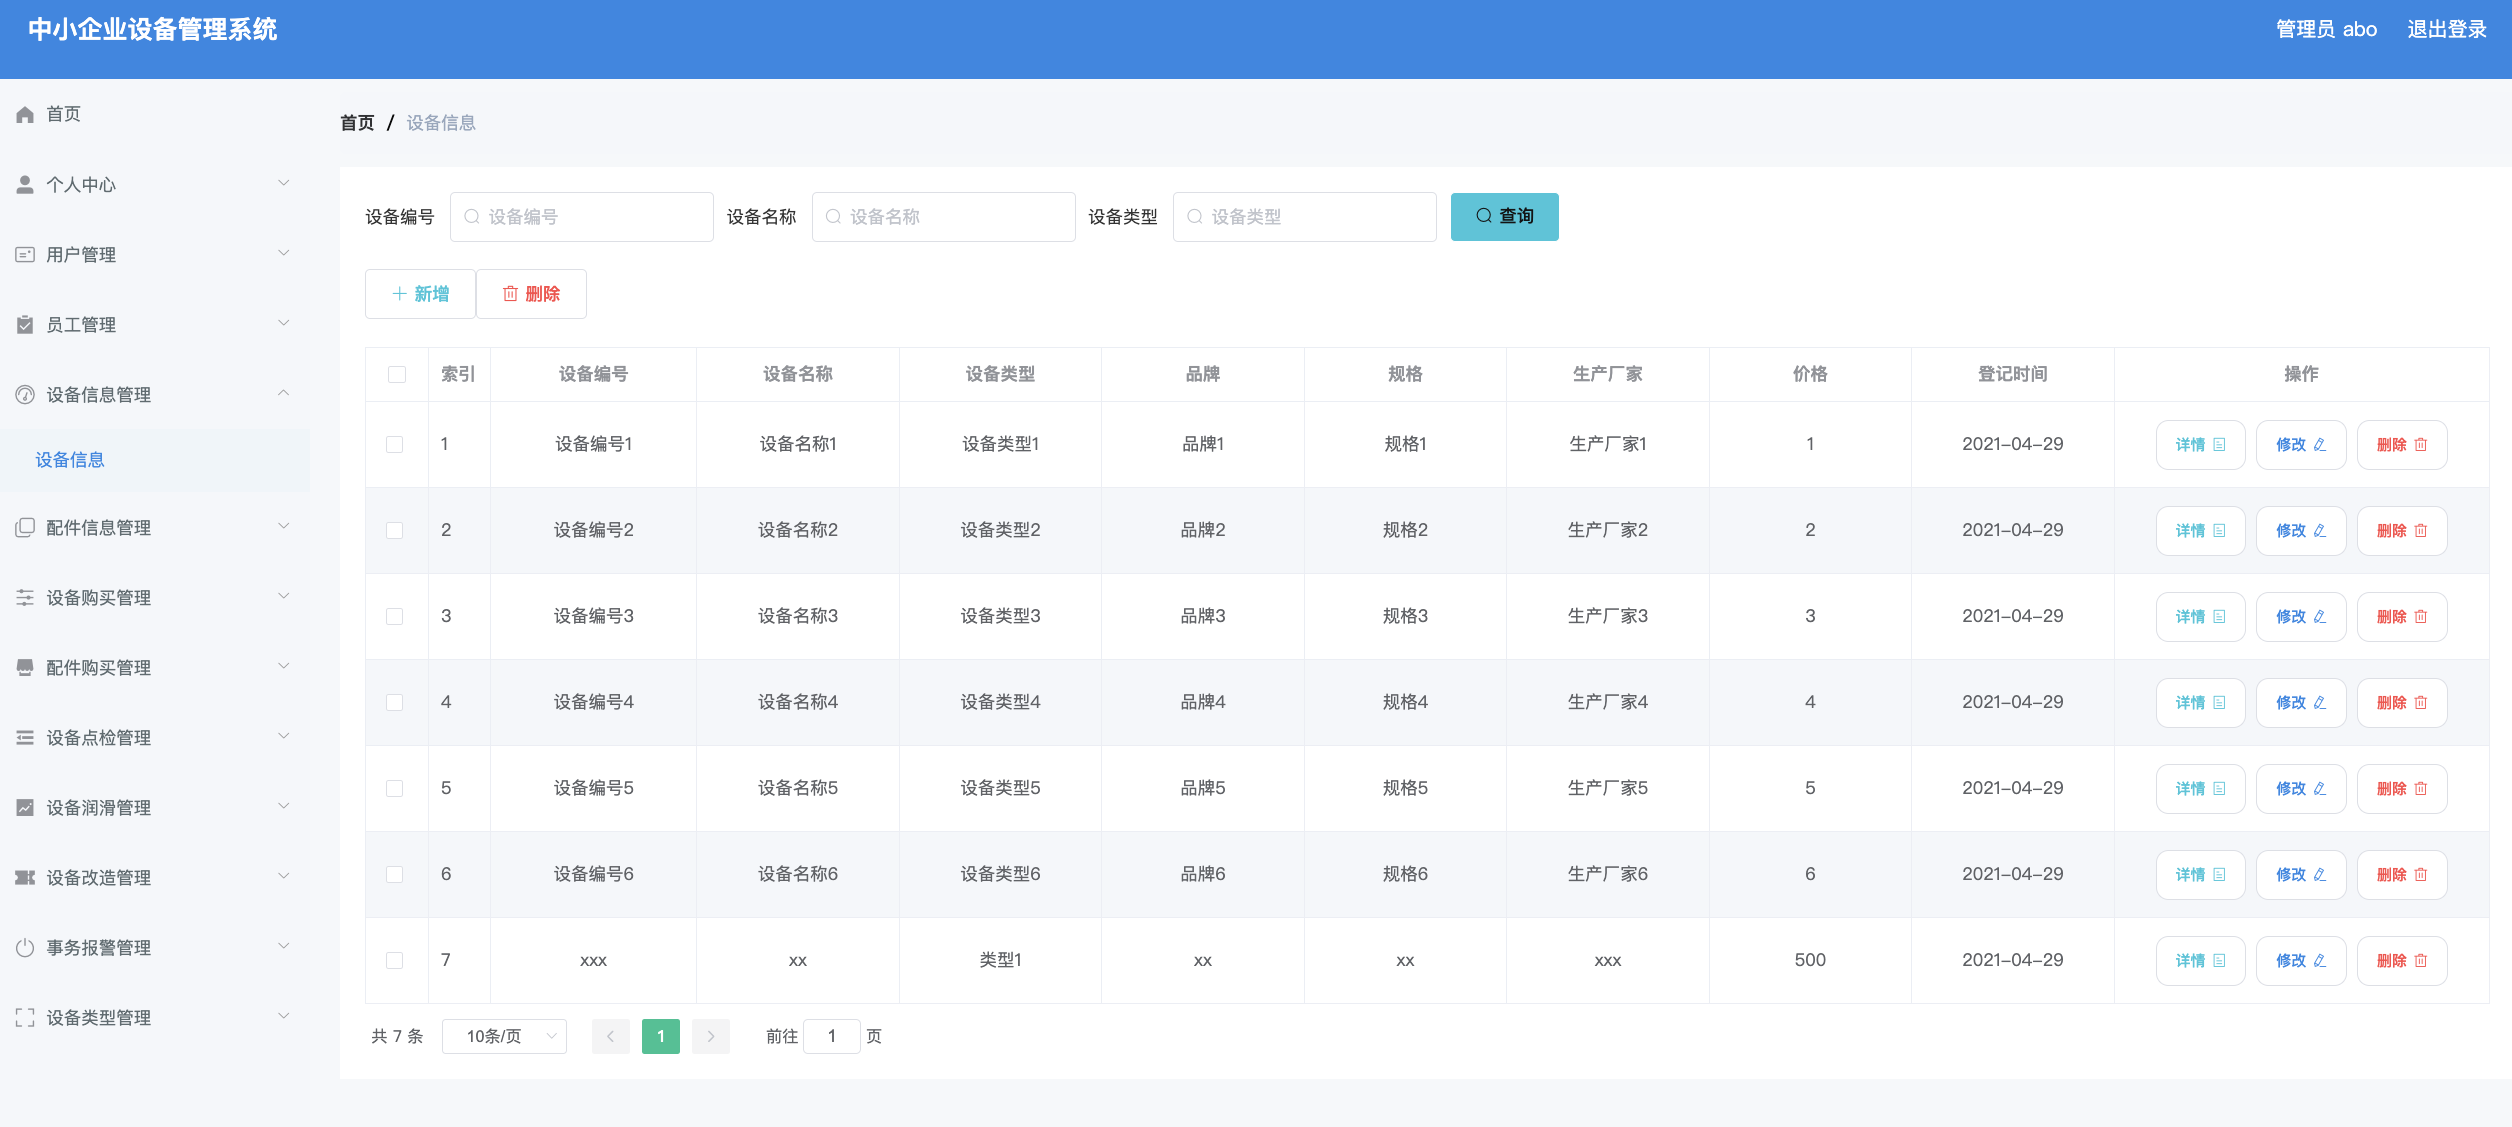 中小企业设备管理系统 管理员 abo 退出登录
首页
个人中心
用户管理
员工管理
设备信息管理
设备信息
配件信息管理
设备购买管理
配件购买管理
设备点检管理
设备润滑管理
设备改造管理
事务报警管理
设备类型管理
首页 / 设备信息
设备编号 设备编号 设备名称 设备名称 设备类型 设备类型 查询
新增 删除
索引 设备编号 设备名称 设备类型 品牌 规格 生产厂家 价格 登记时间 操作
1 设备编号1 设备名称1 设备类型1 品牌1 规格1 生产厂家1 1 2021-04-29 详情 修改 删除
2 设备编号2 设备名称2 设备类型2 品牌2 规格2 生产厂家2 2 2021-04-29 详情 修改 删除
3 设备编号3 设备名称3 设备类型3 品牌3 规格3 生产厂家3 3 2021-04-29 详情 修改 删除
4 设备编号4 设备名称4 设备类型4 品牌4 规格4 生产厂家4 4 2021-04-29 详情 修改 删除
5 设备编号5 设备名称5 设备类型5 品牌5 规格5 生产厂家5 5 2021-04-29 详情 修改 删除
6 设备编号6 设备名称6 设备类型6 品牌6 规格6 生产厂家6 6 2021-04-29 详情 修改 删除
7 xxx xx 类型1 xx xx xxx 500 2021-04-29 详情 修改 删除
共 7 条 10条/页 1 前往 1 页